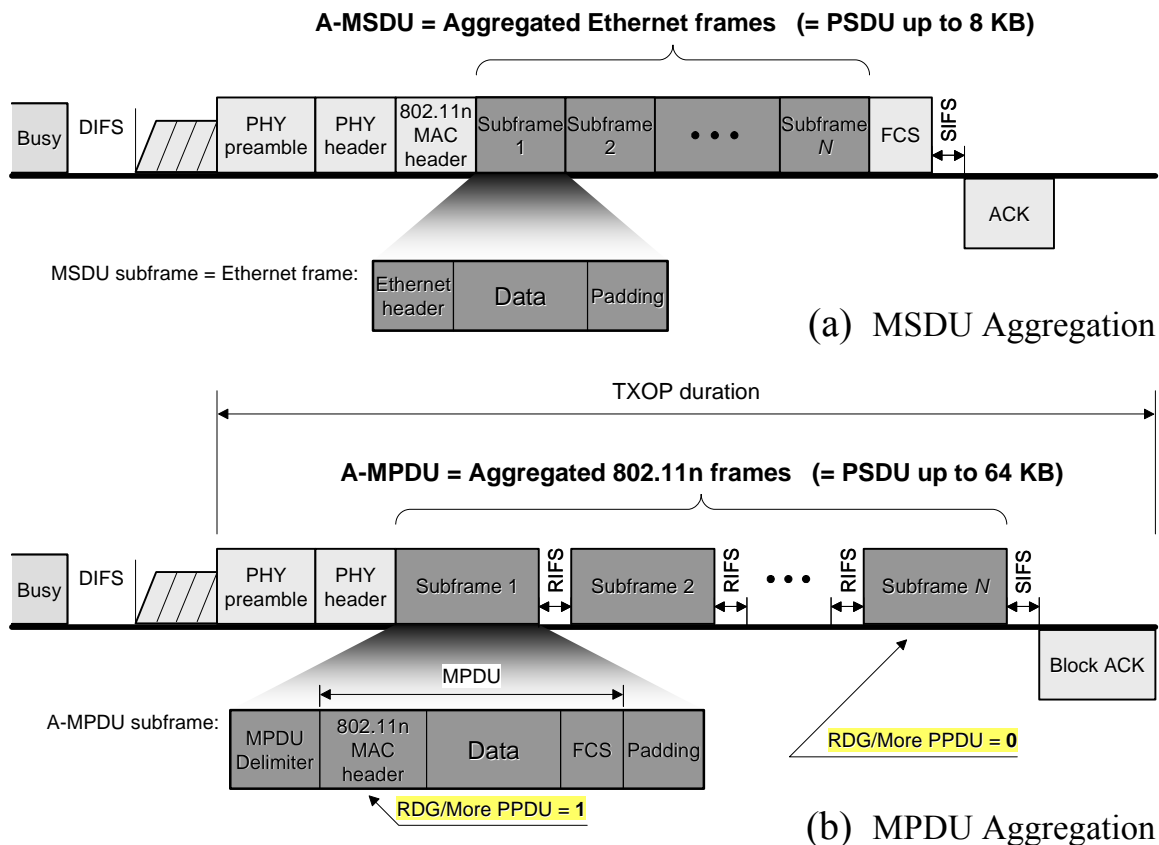 A-MSDU = Aggregated Ethernet frames (= PSDU up to 8 KB)
Busy
DIFS
PHY
preamble
PHY
header
802.11n
MAC
header
Subframe
1
Subframe
2
• • •
Subframe
N
FCS
SIFS
ACK
MSDU subframe = Ethernet frame:
Ethernet
header
Data
Padding
(a) MSDU Aggregation
TXOP duration
A-MPDU = Aggregated 802.11n frames (= PSDU up to 64 KB)
Busy
DIFS
PHY
preamble
PHY
header
Subframe 1
RIFS
Subframe 2
RIFS
• • •
RIFS
Subframe N
SIFS
Block ACK
MPDU
A-MPDU subframe:
MPDU
Delimiter
802.11n
MAC
header
Data
FCS
Padding
RDG/More PPDU = 0
RDG/More PPDU = 1
(b) MPDU Aggregation